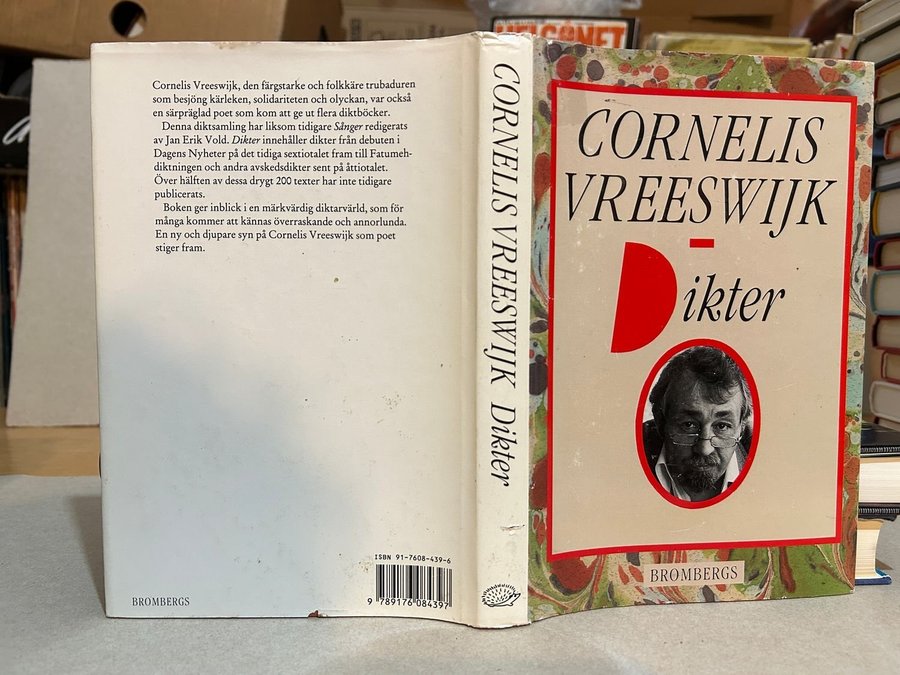 Cornelis Vreeswijk, den färgstarke och folkkäre trubaduren
som besjöng kärleken, solidariteten och olyckan, var också
en särpräglad poet som kom att ge ut flera diktböcker.
Denna diktsamling har liksom tidigare Sånger redigerats
av Jan Erik Vold. Dikter innehåller dikter från debuten i
Dagens Nyheter på det tidiga sextiotalet fram till Fatumeh-
diktningen och andra avskedsdikter sent på åttiotalet.
Över hälften av dessa drygt 200 texter har inte tidigare
publicerats.
Boken ger inblick i en märkvärdig diktarvärld, som för
många kommer att kännas överraskande och annorlunda.
En ny och djupare syn på Cornelis Vreeswijk som poet
stiger fram.
ISBN 91-7608-439-6
9 789176 084397
BROMBERGS
CORNELIS VREESWIJK Dikter
CORNELIS
VREESWIJK
Dikter
BROMBERGS